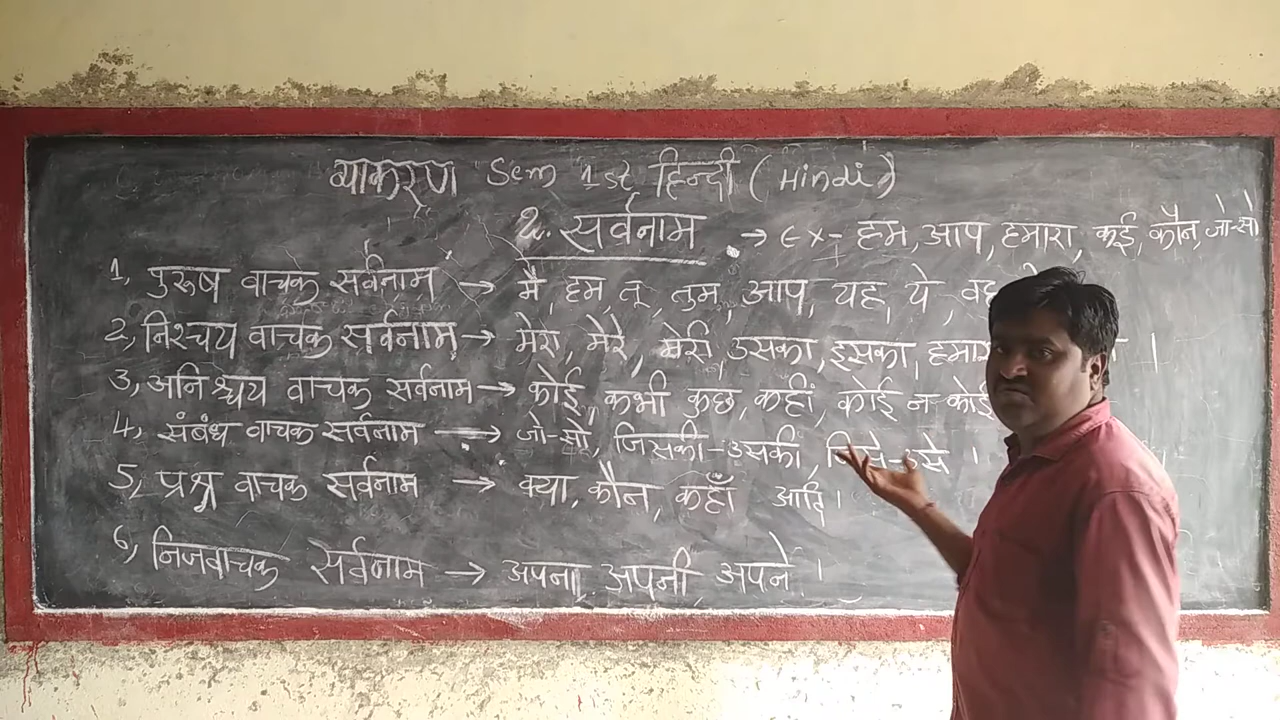 व्याकरण Sem 1st हिन्दी (Hindi)
2. सर्वनाम → ex- हम, आप, हमारा, कई, कौन, जो-सो
1, पुरुष वाचक सर्वनाम → मै, हम, तू, तुम, आप, यह, ये, वह
2, निश्चय वाचक सर्वनाम → मेरा, मेरे, मेरी, उसका, इसका, ।
3, अनिश्चय वाचक सर्वनाम → कोई, कभी कुछ, कहीं, कोई न कोई
4, संबंध वाचक सर्वनाम → जो-सो, जिसकी-उसकी, ।
5, प्रश्न वाचक सर्वनाम → क्या, कौन, कहाँ आदि।
6, निजवाचक सर्वनाम → अपना, अपनी, अपने।